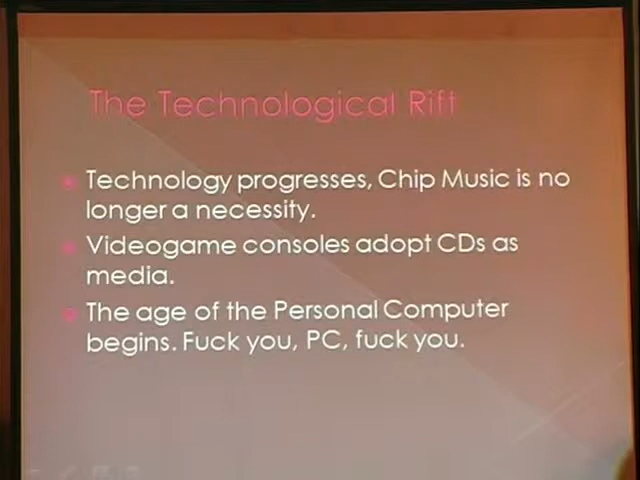 The Technological Rift
Technology progresses, Chip Music is no
longer a necessity.
Videogame consoles adopt CDs as
media.
The age of the Personal Computer
begins. Fuck you, PC, fuck you.